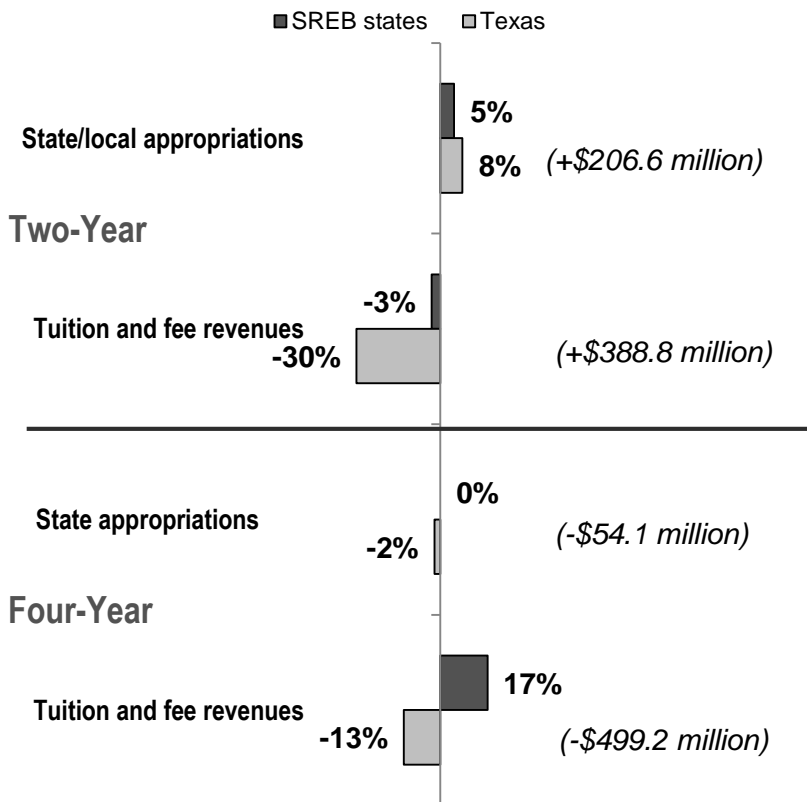 SREB states Texas
State/local appropriations
5%
8% (+$206.6 million)
Two-Year
Tuition and fee revenues
-3%
-30% (+$388.8 million)
State appropriations
0%
-2% (-$54.1 million)
Four-Year
Tuition and fee revenues
17%
-13% (-$499.2 million)